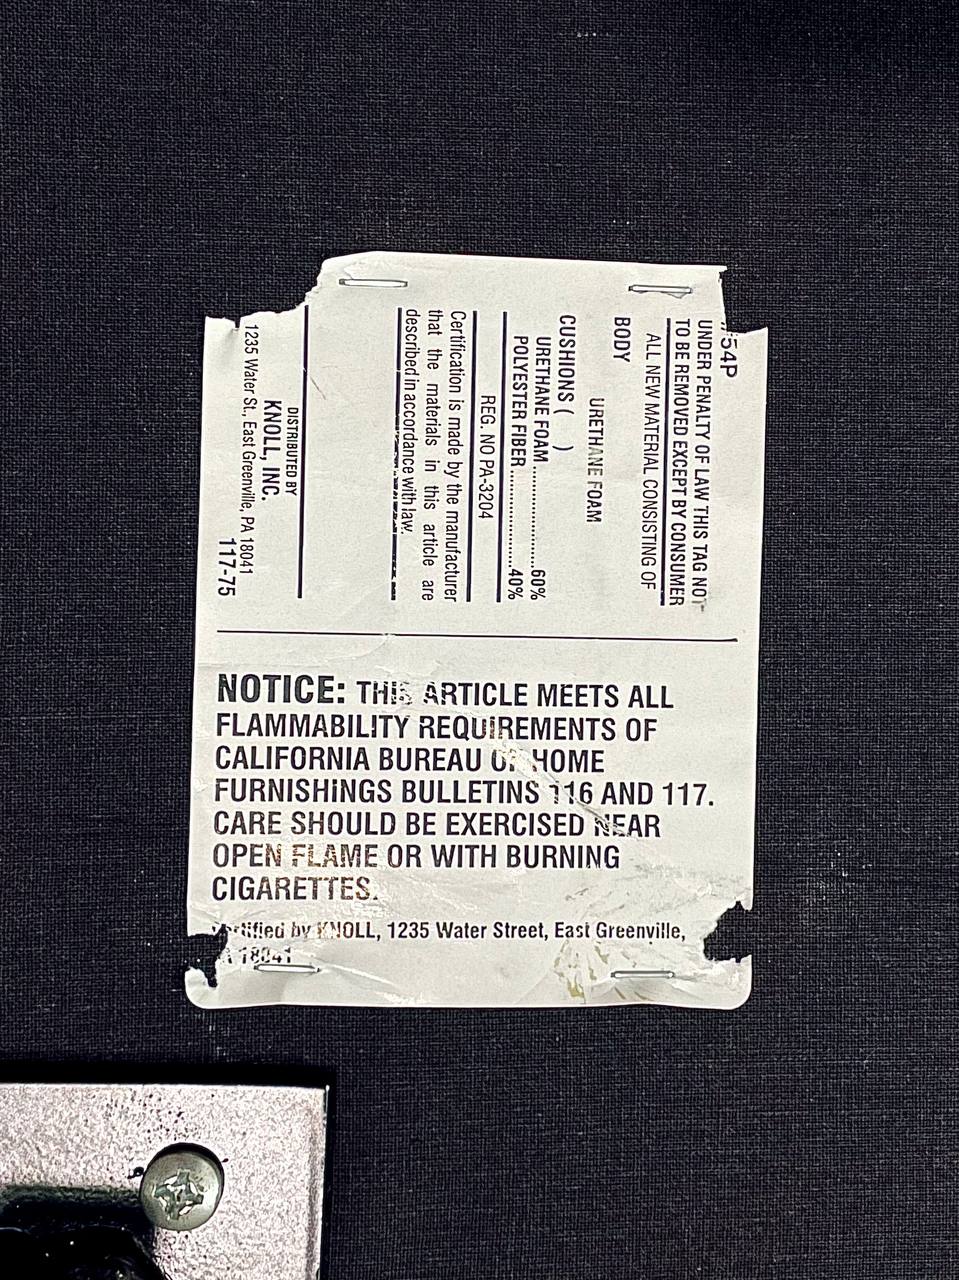 54P
UNDER PENALTY OF LAW THIS TAG NOT
TO BE REMOVED EXCEPT BY CONSUMER
ALL NEW MATERIAL CONSISTING OF
BODY
URETHANE FOAM
CUSHIONS ( )
URETHANE FOAM ..................60%
POLYESTER FIBER..................40%
REG. NO PA-3204
Certification is made by the manufacturer
that the materials in this article are
described in accordance with law.
DISTRIBUTED BY
KNOLL, INC.
1235 Water St., East Greenville, PA 18041
117-75
NOTICE: THIS ARTICLE MEETS ALL
FLAMMABILITY REQUIREMENTS OF
CALIFORNIA BUREAU OF HOME
FURNISHINGS BULLETINS 116 AND 117.
CARE SHOULD BE EXERCISED NEAR
OPEN FLAME OR WITH BURNING
CIGARETTES.
by KNOLL, 1235 Water Street, East Greenville,
18041